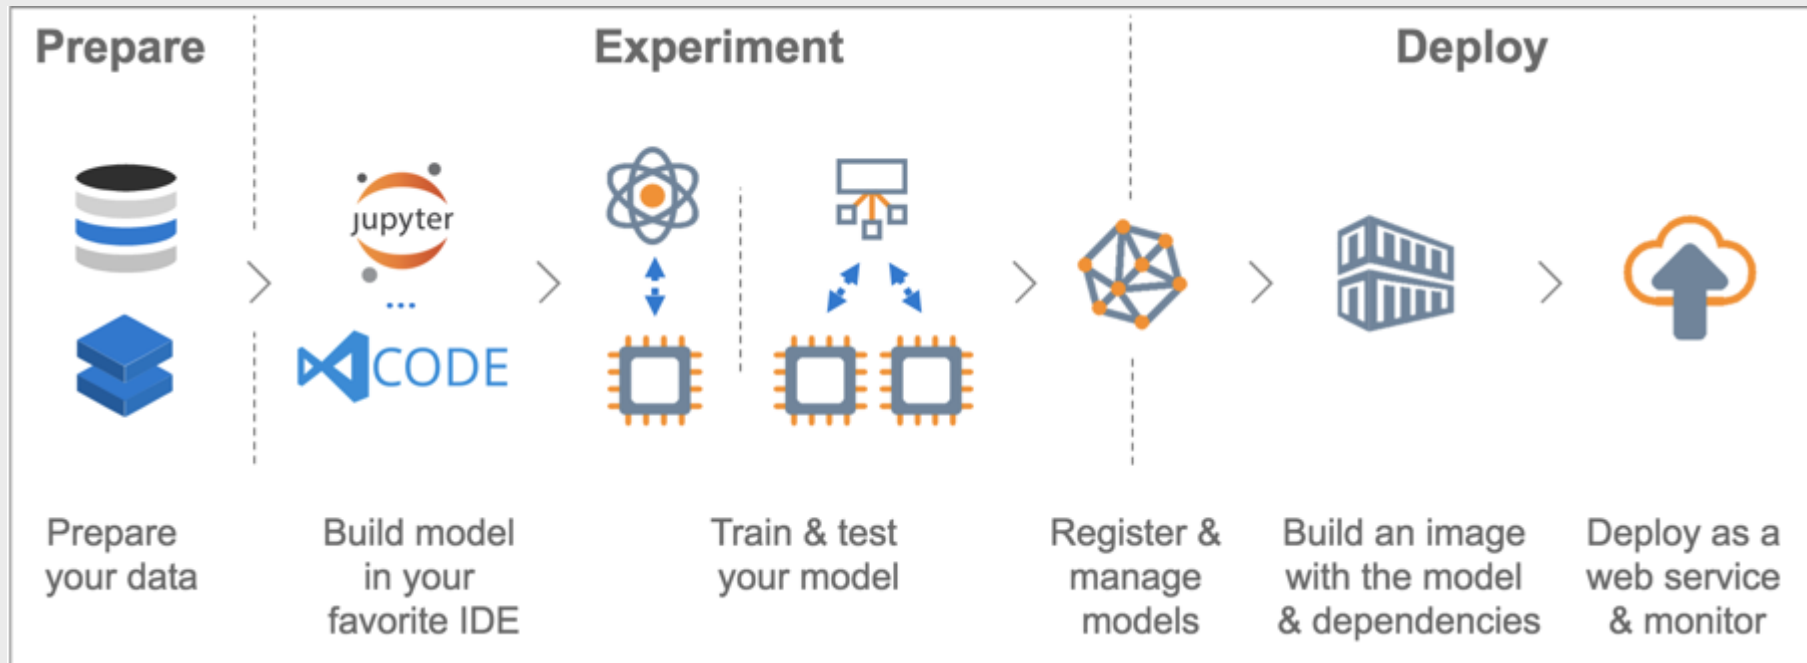 Prepare
Experiment
Deploy
jupyter
...
CODE
Prepare
your data
Build model
in your
favorite IDE
Train & test
your model
Register &
manage
models
Build an image
with the model
& dependencies
Deploy as a
web service
& monitor